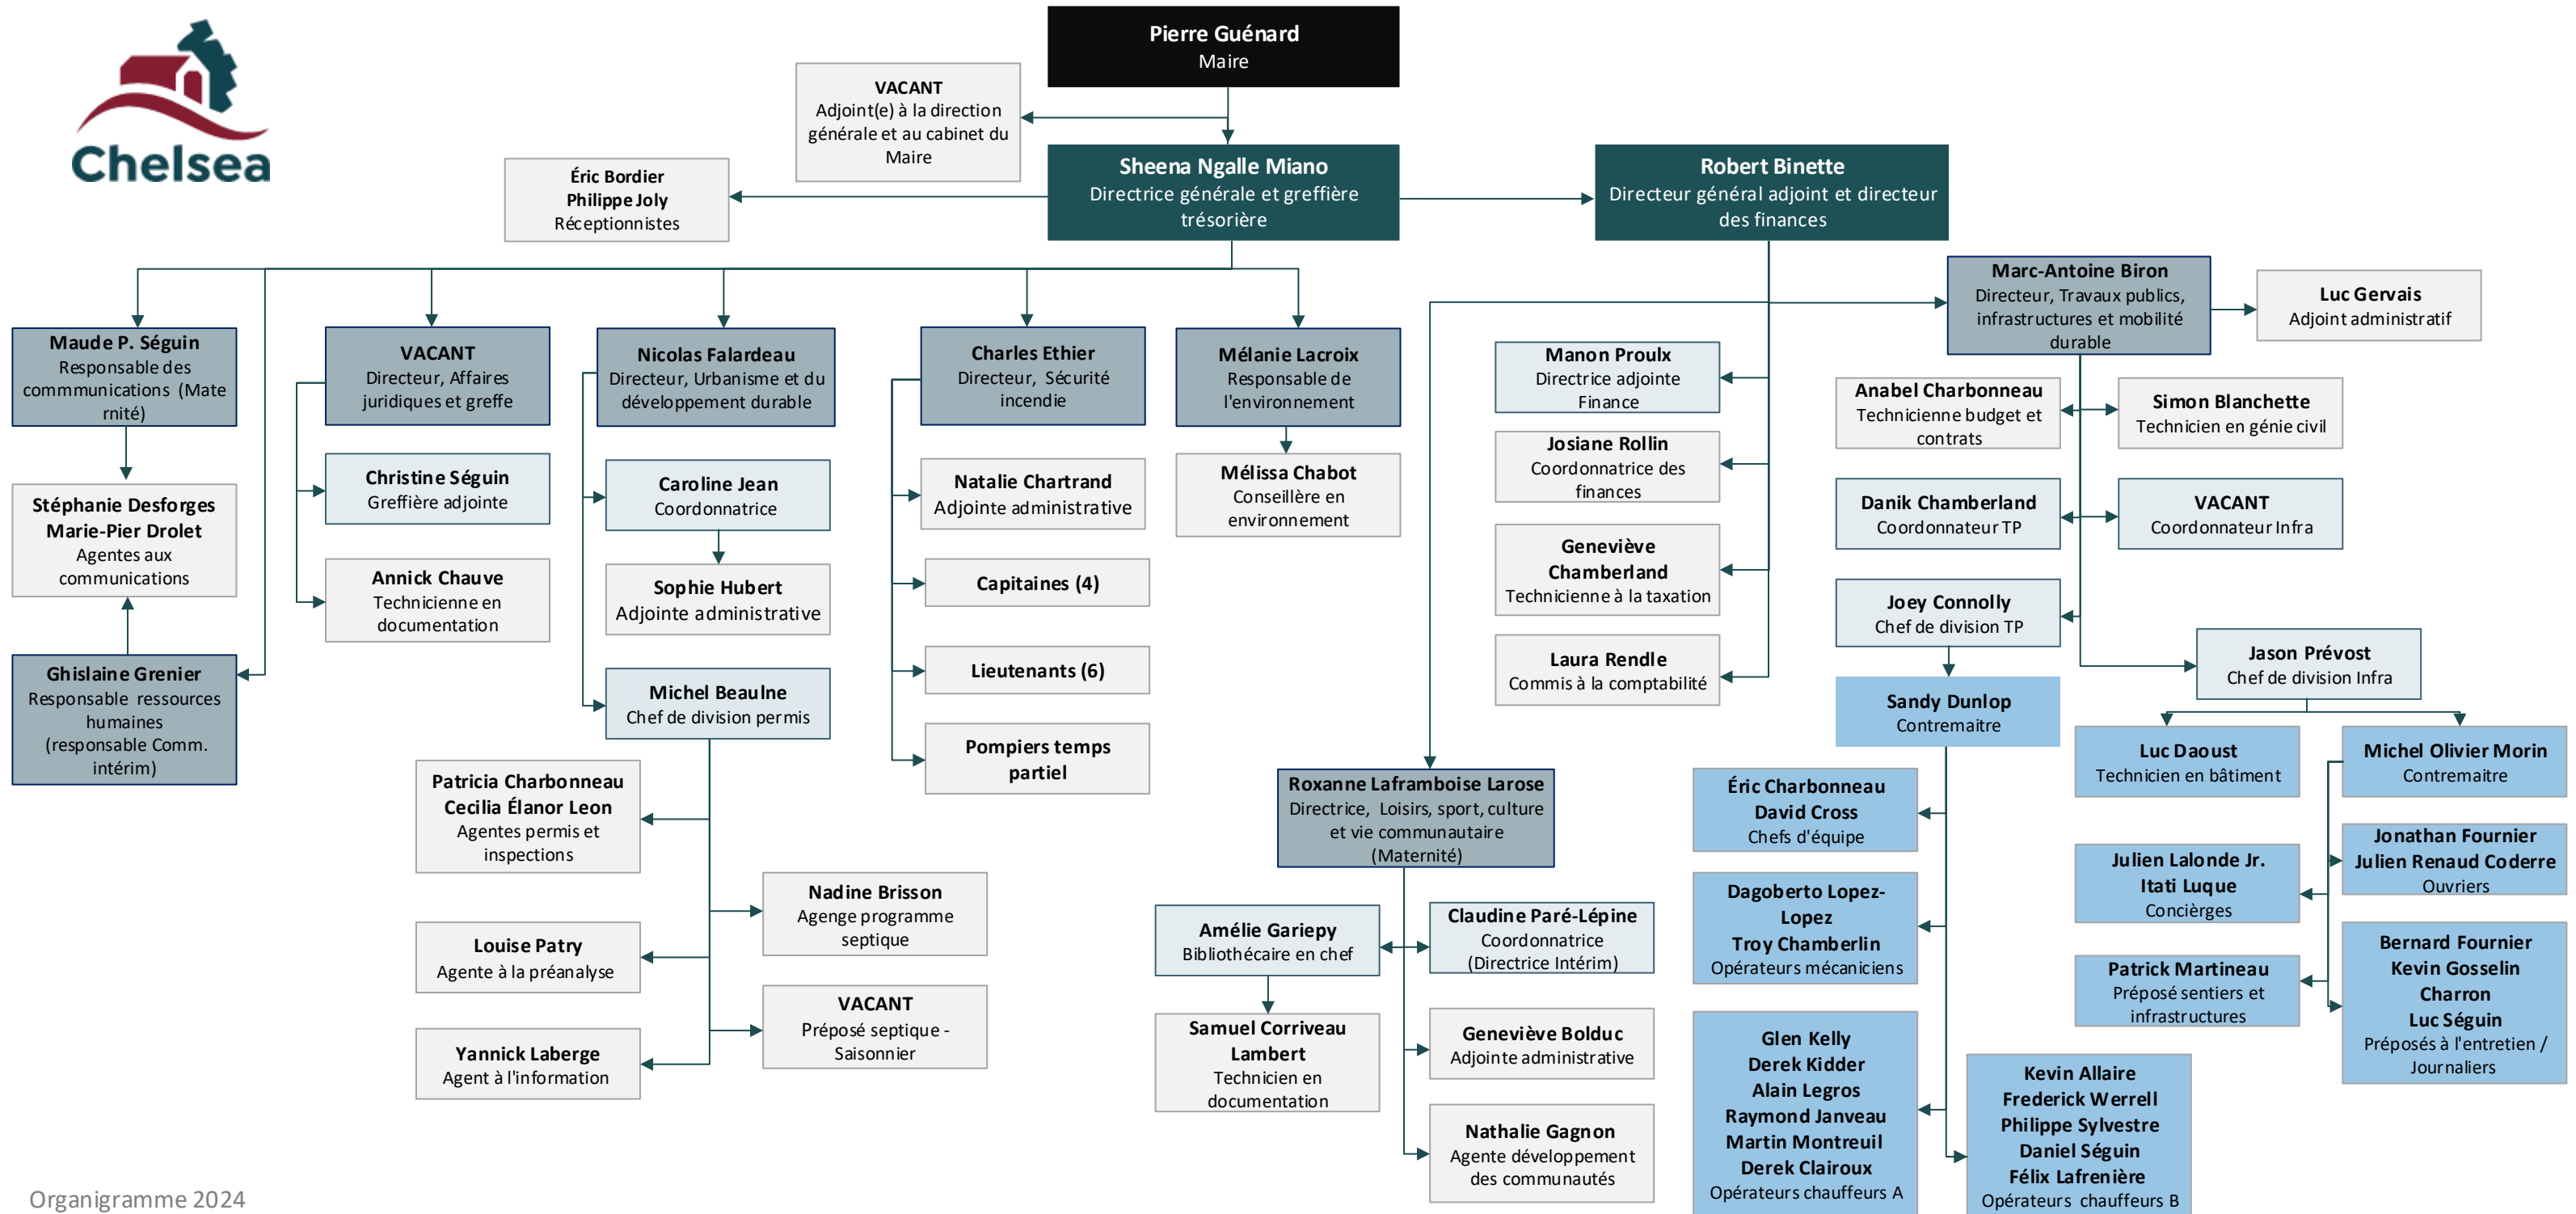 Chelsea
Pierre Guénard
Maire
VACANT
Adjoint(e) à la direction
générale et au cabinet du
Maire
Éric Bordier
Philippe Joly
Réceptionnistes
Sheena Ngalle Miano
Directrice générale et greffière
trésorière
Robert Binette
Directeur général adjoint et directeur
des finances
Maude P. Séguin
Responsable des
commmunications (Mate
rnité)
Stéphanie Desforges
Marie-Pier Drolet
Agentes aux
communications
Ghislaine Grenier
Responsable ressources
humaines
(responsable Comm.
intérim)
VACANT
Directeur, Affaires
juridiques et greffe
Christine Séguin
Greffière adjointe
Annick Chauve
Technicienne en
documentation
Nicolas Falardeau
Directeur, Urbanisme et du
développement durable
Caroline Jean
Coordonnatrice
Sophie Hubert
Adjointe administrative
Michel Beaulne
Chef de division permis
Patricia Charbonneau
Cecilia Élanor Leon
Agentes permis et
inspections
Nadine Brisson
Agenge programme
septique
Louise Patry
Agente à la préanalyse
VACANT
Préposé septique -
Saisonnier
Yannick Laberge
Agent à l'information
Charles Ethier
Directeur, Sécurité
incendie
Natalie Chartrand
Adjointe administrative
Capitaines (4)
Lieutenants (6)
Pompiers temps
partiel
Mélanie Lacroix
Responsable de
l'environnement
Mélissa Chabot
Conseillère en
environnement
Manon Proulx
Directrice adjointe
Finance
Josiane Rollin
Coordonnatrice des
finances
Geneviève
Chamberland
Technicienne à la taxation
Laura Rendle
Commis à la comptabilité
Roxanne Laframboise Larose
Directrice, Loisirs, sport, culture
et vie communautaire
(Maternité)
Amélie Gariepy
Bibliothécaire en chef
Claudine Paré-Lépine
Coordonnatrice
(Directrice Intérim)
Samuel Corriveau
Lambert
Technicien en
documentation
Geneviève Bolduc
Adjointe administrative
Nathalie Gagnon
Agente développement
des communautés
Marc-Antoine Biron
Directeur, Travaux publics,
infrastructures et mobilité
durable
Luc Gervais
Adjoint administratif
Anabel Charbonneau
Technicienne budget et
contrats
Simon Blanchette
Technicien en génie civil
Danik Chamberland
Coordonnateur TP
VACANT
Coordonnateur Infra
Joey Connolly
Chef de division TP
Jason Prévost
Chef de division Infra
Sandy Dunlop
Contremaitre
Éric Charbonneau
David Cross
Chefs d'équipe
Dagoberto Lopez-
Lopez
Troy Chamberlin
Opérateurs mécaniciens
Glen Kelly
Derek Kidder
Alain Legros
Raymond Janveau
Martin Montreuil
Derek Clairoux
Opérateurs chauffeurs A
Kevin Allaire
Frederick Werrell
Philippe Sylvestre
Daniel Séguin
Félix Lafrenière
Opérateurs chauffeurs B
Luc Daoust
Technicien en bâtiment
Michel Olivier Morin
Contremaitre
Jonathan Fournier
Julien Renaud Coderre
Ouvriers
Julien Lalonde Jr.
Itati Luque
Concièrges
Patrick Martineau
Préposé sentiers et
infrastructures
Bernard Fournier
Kevin Gosselin
Charron
Luc Séguin
Préposés à l'entretien /
Journaliers
Organigramme 2024